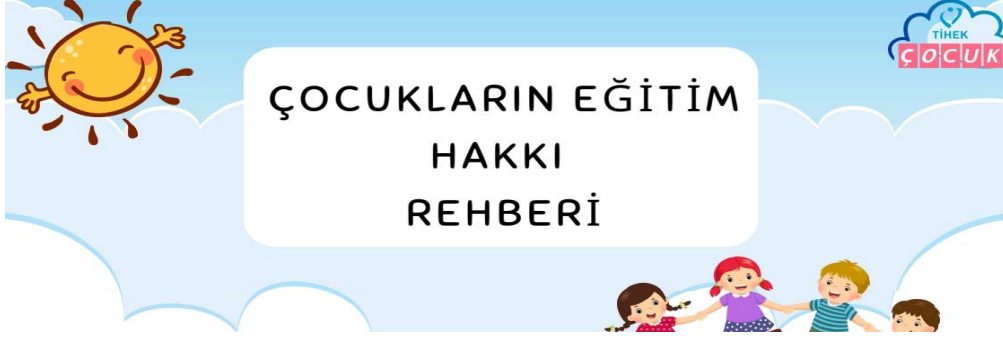 TİHEK
ÇOCUK
ÇOCUKLARIN EĞİTİM
HAKKI
REHBERİ